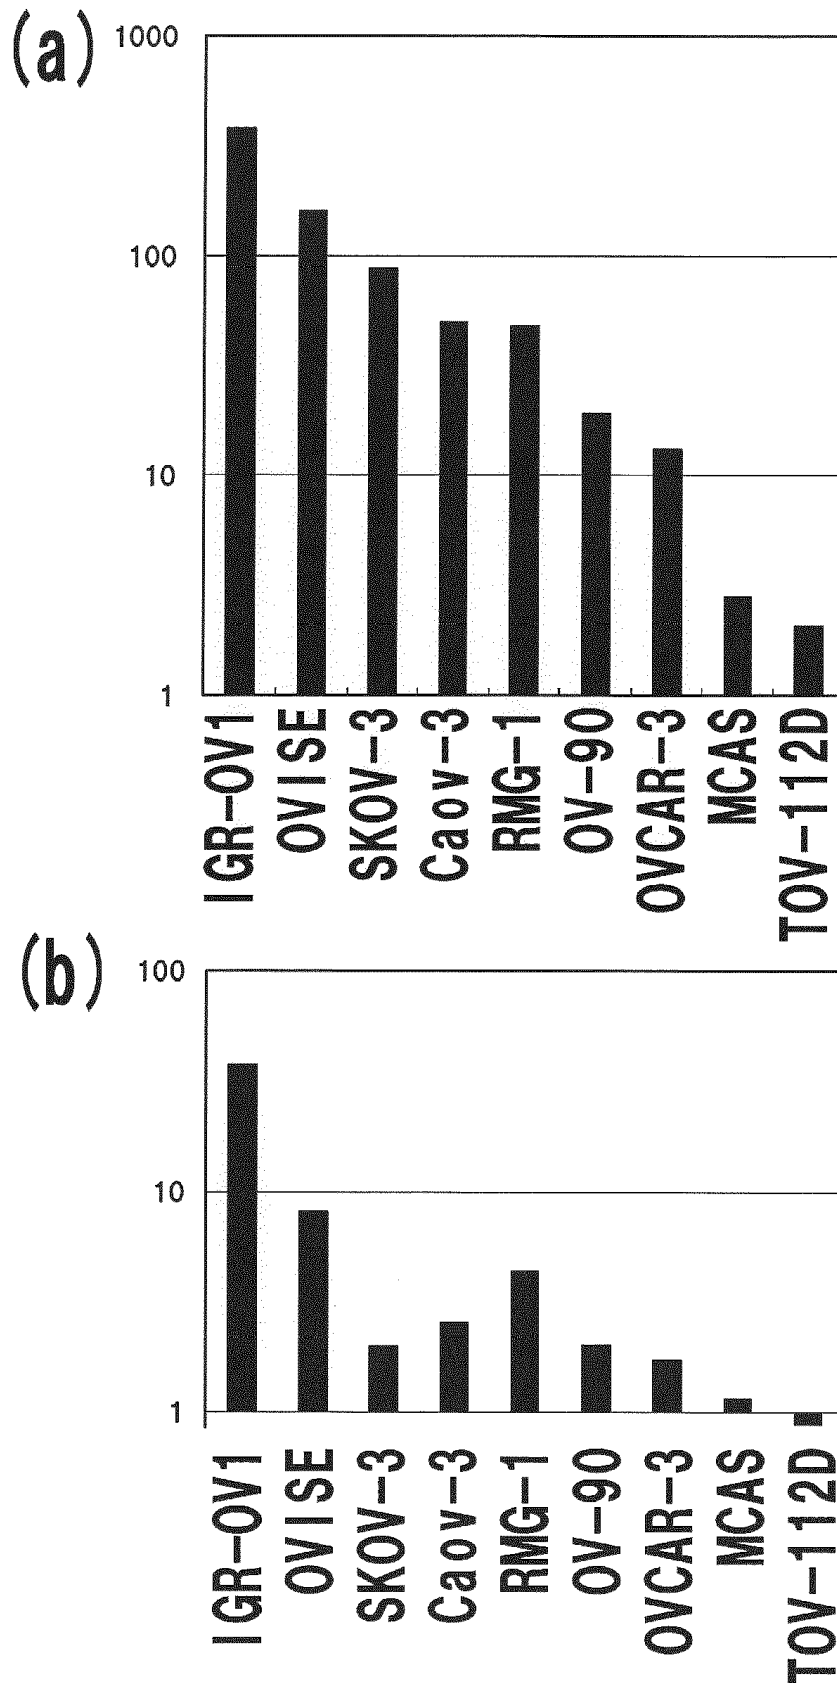 (a)
1000
100
10
1
IGR-OV1
OVISE
SKOV-3
Caov-3
RMG-1
OV-90
OVCAR-3
MCAS
TOV-112D
(b)
100
10
1
IGR-OV1
OVISE
SKOV-3
Caov-3
RMG-1
OV-90
OVCAR-3
MCAS
TOV-112D